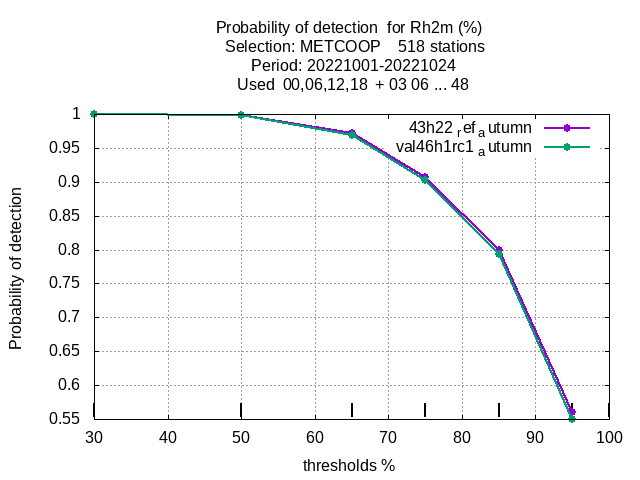 Probability of detection  for Rh2m (%)
Selection: METCOOP    518 stations
Period: 20221001-20221024
Used  00,06,12,18  + 03 06 ... 48
43h22 ref autumn
val46h1rc1 autumn
1
0.95
0.9
0.85
0.8
0.75
0.7
0.65
0.6
0.55
Probability of detection
30 40 50 60 70 80 90 100
thresholds %